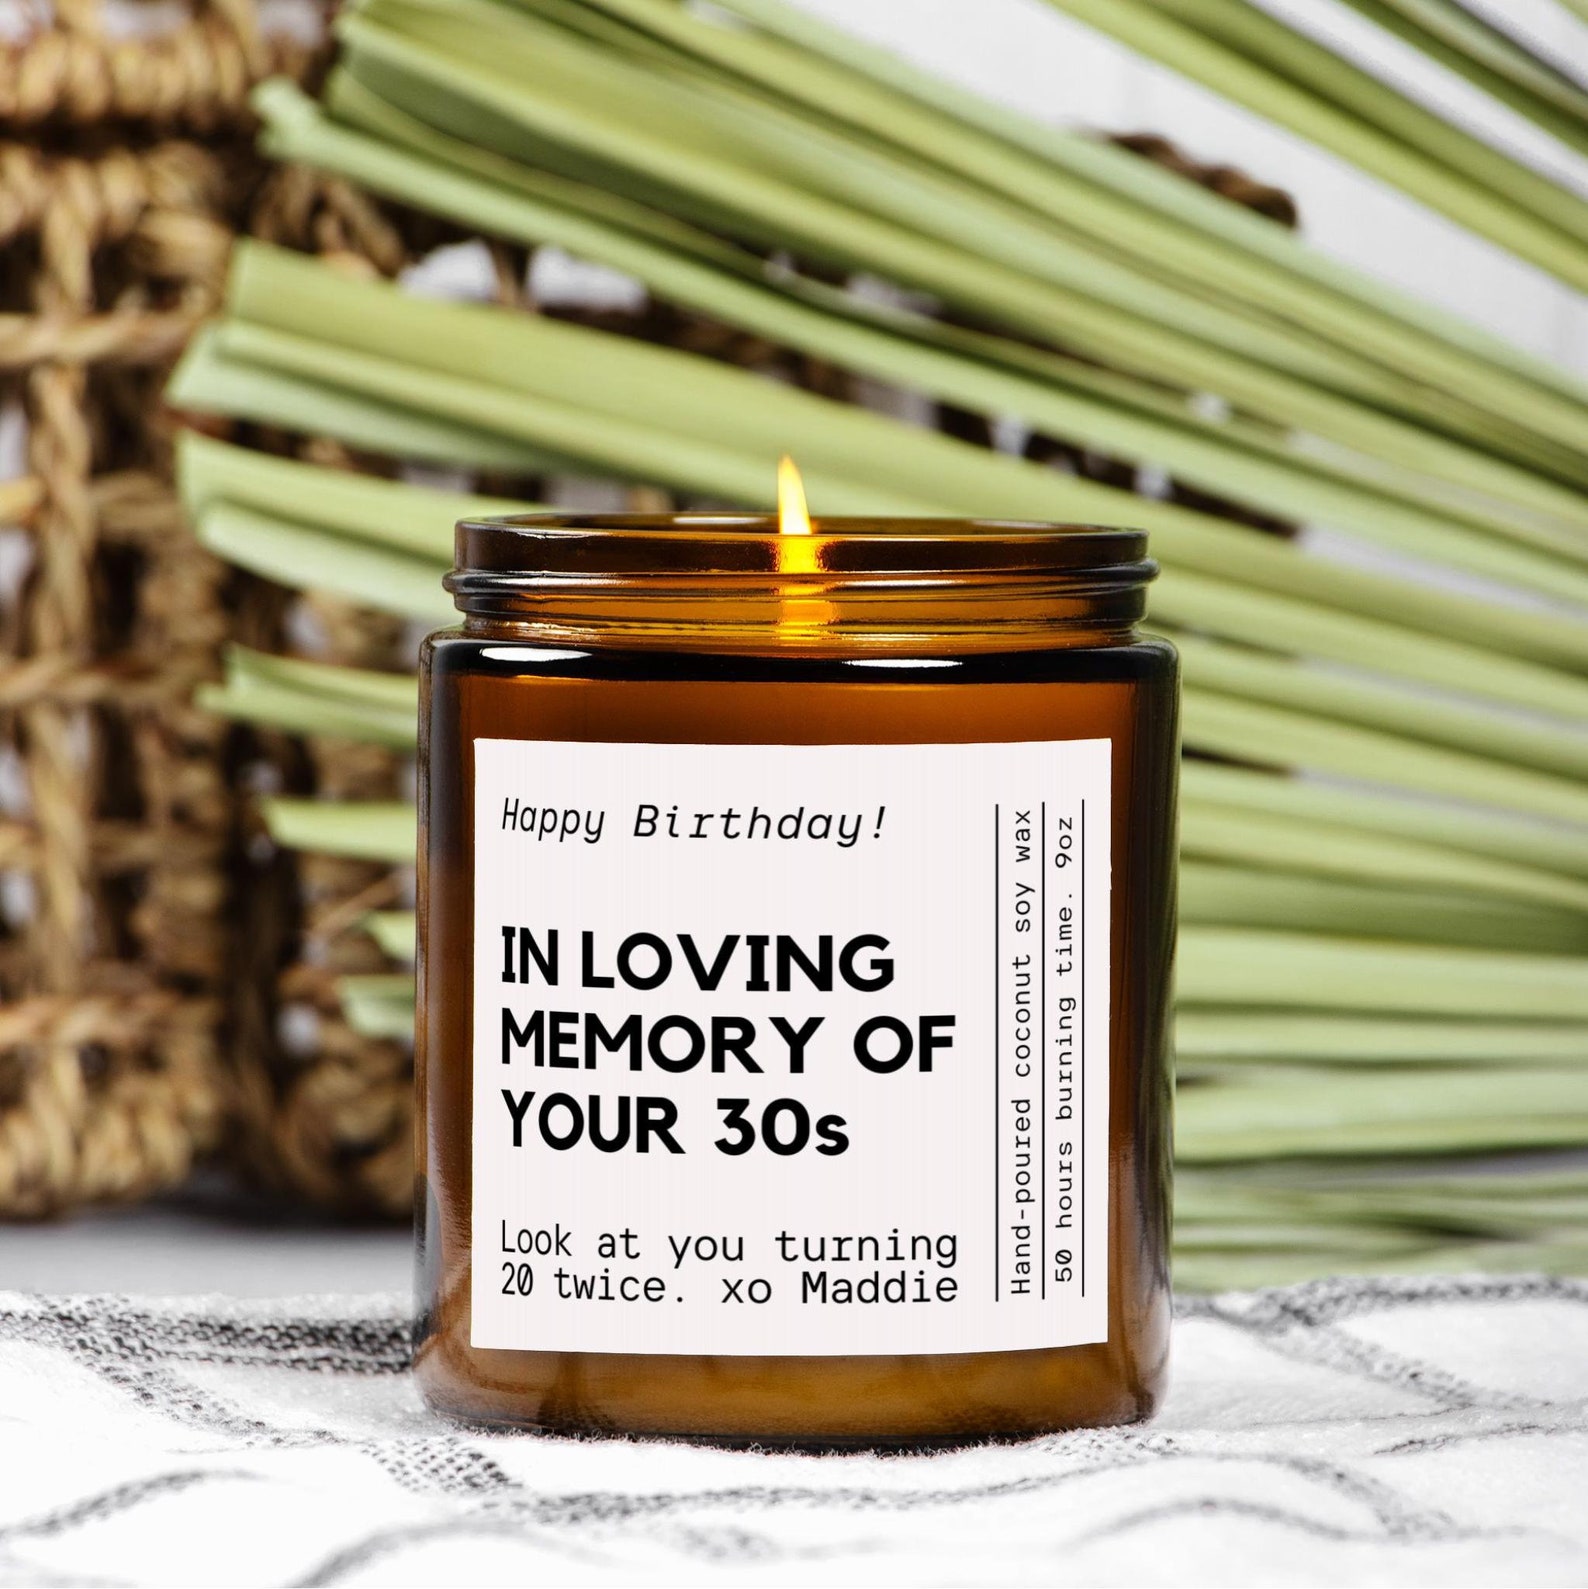 Happy Birthday!
IN LOVING
MEMORY OF
YOUR 30s
Look at you turning
20 twice. xo Maddie
Hand-poured coconut soy wax
50 hours burning time. 9oz